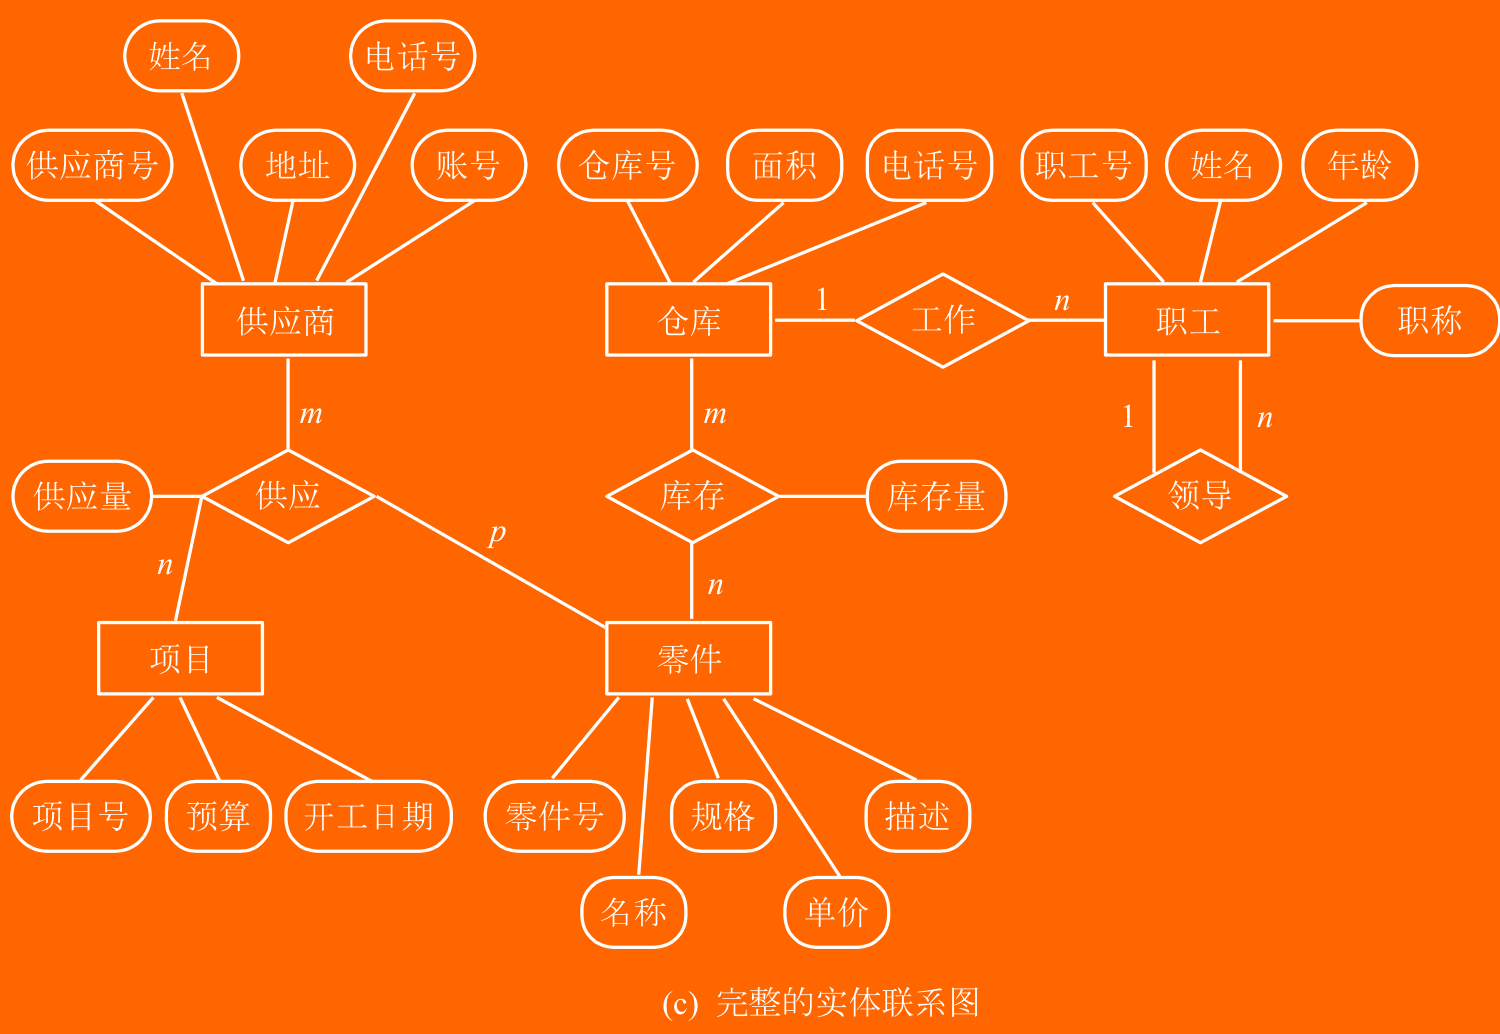 姓名
电话号
供应商号
地址
账号
仓库号
面积
电话号
职工号
姓名
年龄
供应商
仓库
1
工作
n
职工
职称
m
m
1
n
供应量
供应
库存
库存量
领导
n
p
n
项目
零件
项目号
预算
开工日期
零件号
规格
描述
名称
单价
(c) 完整的实体联系图